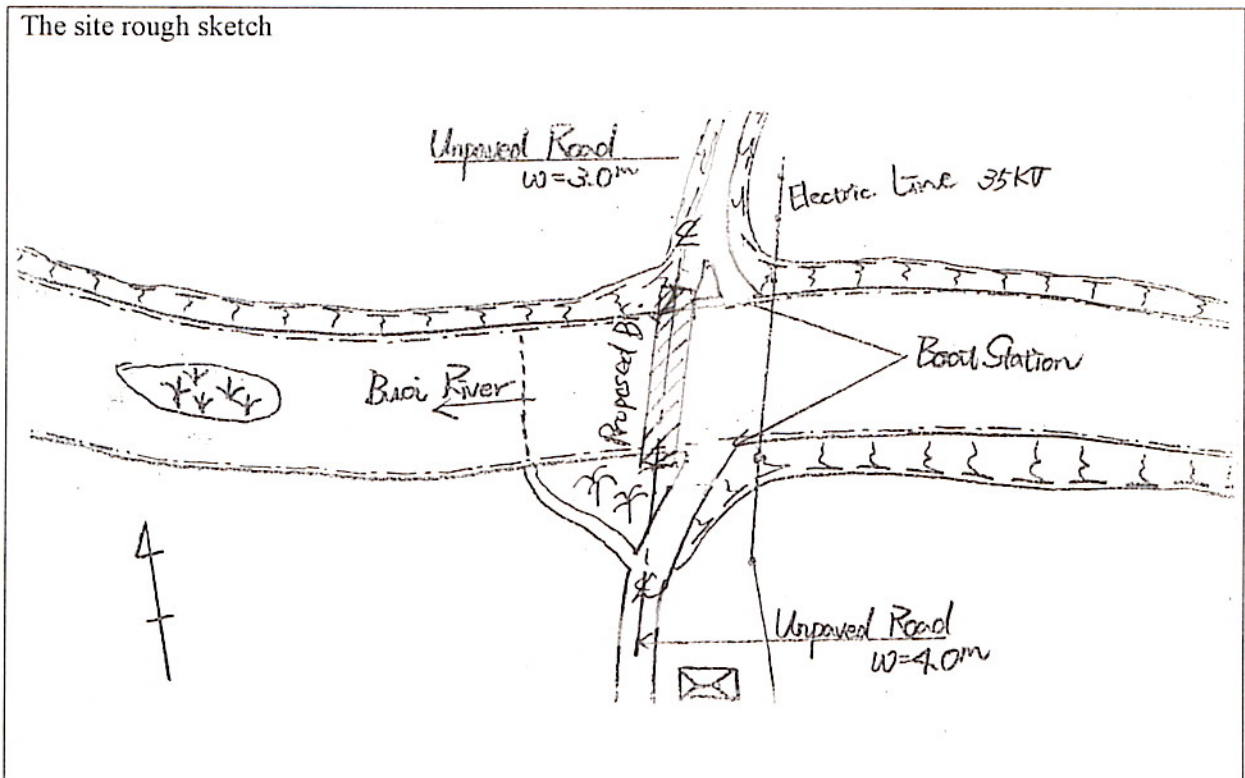 The site rough sketch
Unpaved Road
W=3.0m
Electric Line 35KV
℄
Proposed B
Buoi River
Boat Station
℄
Unpaved Road
W=4.0m